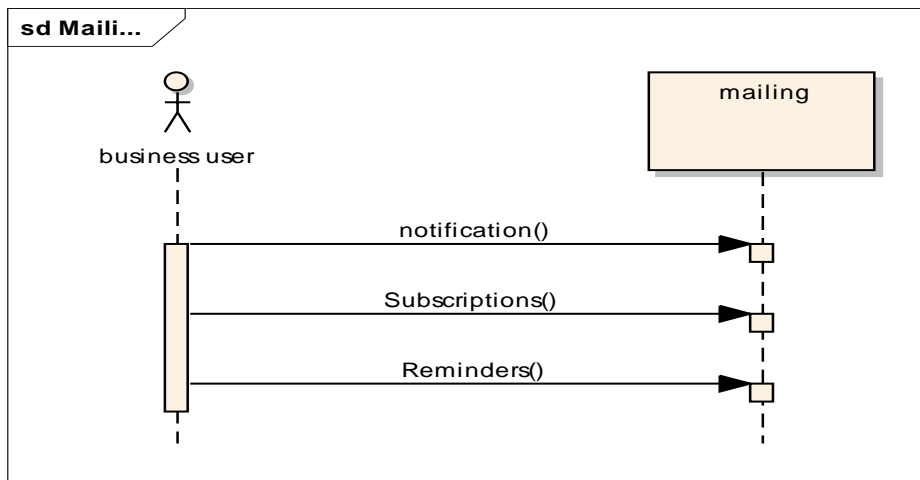 sd Maili...
mailing
business user
notification()
Subscriptions()
Reminders()